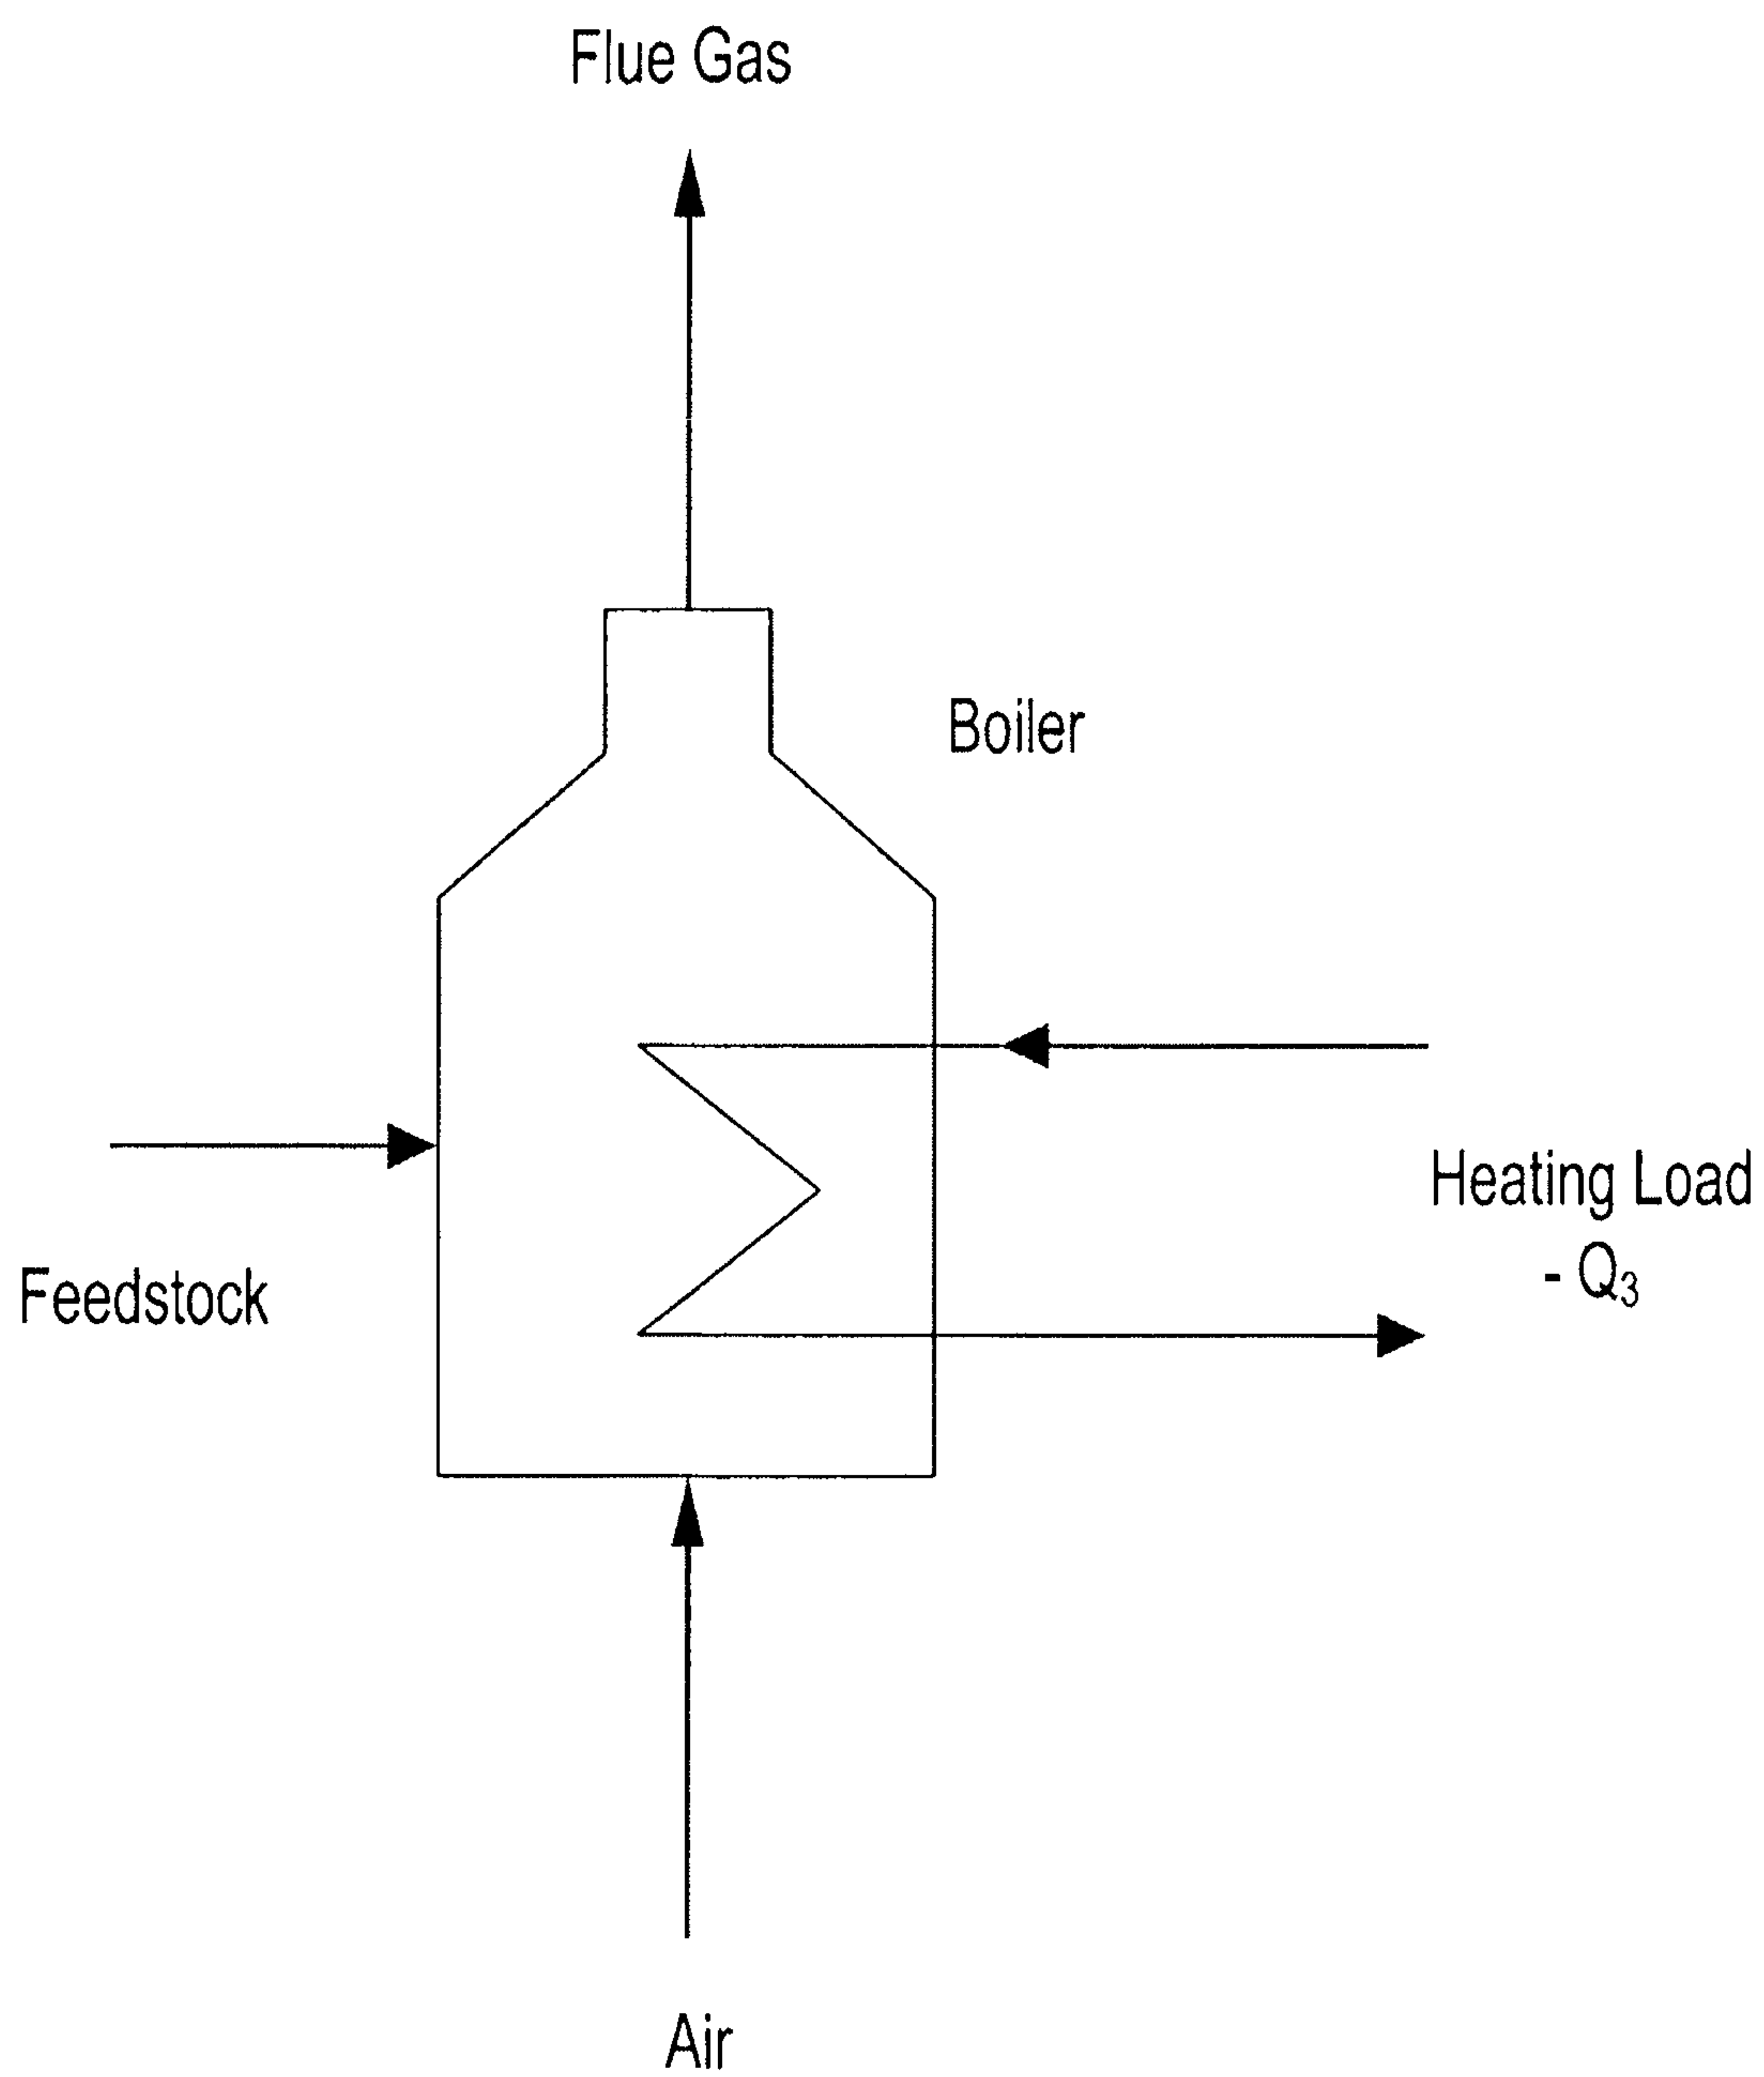 Flue Gas
Boiler
Heating Load
- Q₃
Feedstock
Air